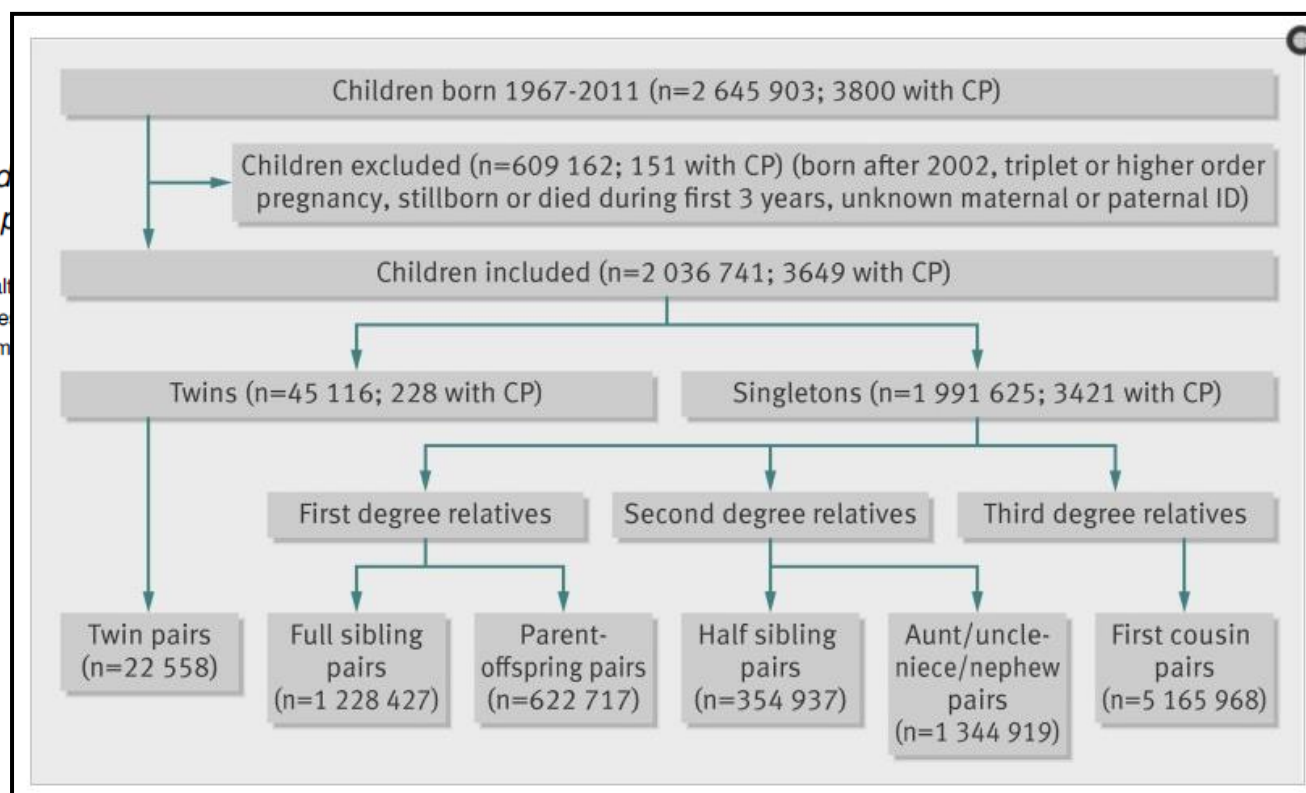 Children born 1967-2011 (n=2 645 903; 3800 with CP)
Children excluded (n=609 162; 151 with CP) (born after 2002, triplet or higher order
pregnancy, stillborn or died during first 3 years, unknown maternal or paternal ID)
Children included (n=2 036 741; 3649 with CP)
Twins (n=45 116; 228 with CP)
Singletons (n=1 991 625; 3421 with CP)
First degree relatives
Second degree relatives
Third degree relatives
Twin pairs
(n=22 558)
Full sibling
pairs
(n=1 228 427)
Parent-
offspring pairs
(n=622 717)
Half sibling
pairs
(n=354 937)
Aunt/uncle-
niece/nephew
pairs
(n=1 344 919)
First cousin
pairs
(n=5 165 968)